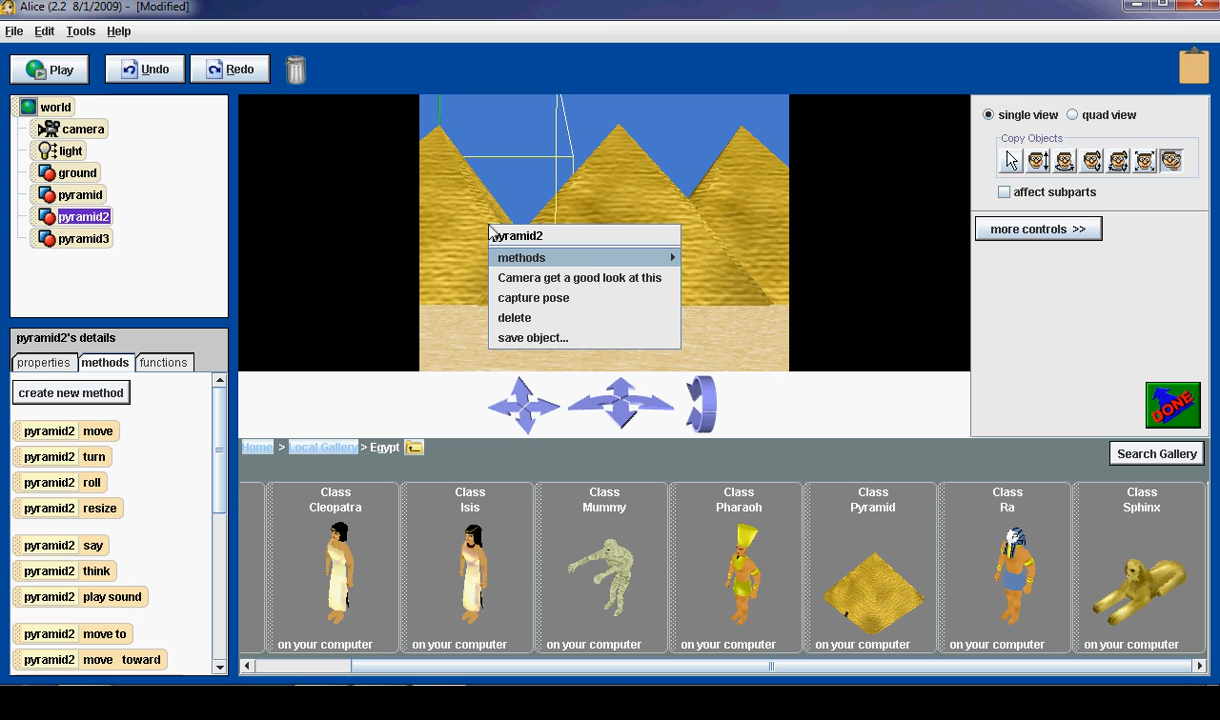 Alice (2.2 8/1/2009) - [Modified]
File Edit Tools Help
Play Undo Redo
world
camera
light
ground
pyramid
pyramid2
pyramid3
pyramid2's details
properties methods functions
create new method
pyramid2 move
pyramid2 turn
pyramid2 roll
pyramid2 resize
pyramid2 say
pyramid2 think
pyramid2 play sound
pyramid2 move to
pyramid2 move toward
pyramid2
methods
Camera get a good look at this
capture pose
delete
save object...
single view quad view
Copy Objects
affect subparts
more controls >>
DONE
Home > Local Gallery > Egypt
Search Gallery
Class
Cleopatra
on your computer
Class
Isis
on your computer
Class
Mummy
on your computer
Class
Pharaoh
on your computer
Class
Pyramid
on your computer
Class
Ra
on your computer
Class
Sphinx
on your computer